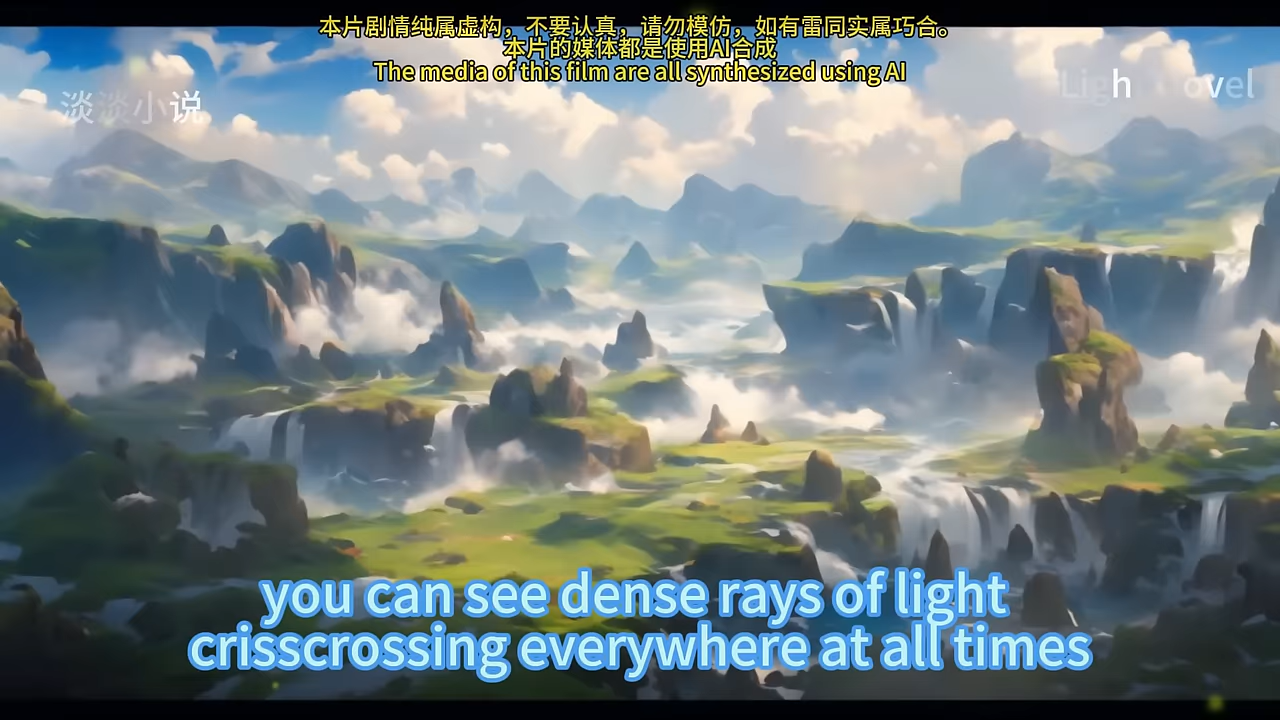 本片剧情纯属虚构，不要认真，请勿模仿，如有雷同实属巧合。
本片的媒体都是使用AI合成
The media of this film are all synthesized using AI
淡淡小说
Ligh ovel
you can see dense rays of light
crisscrossing everywhere at all times